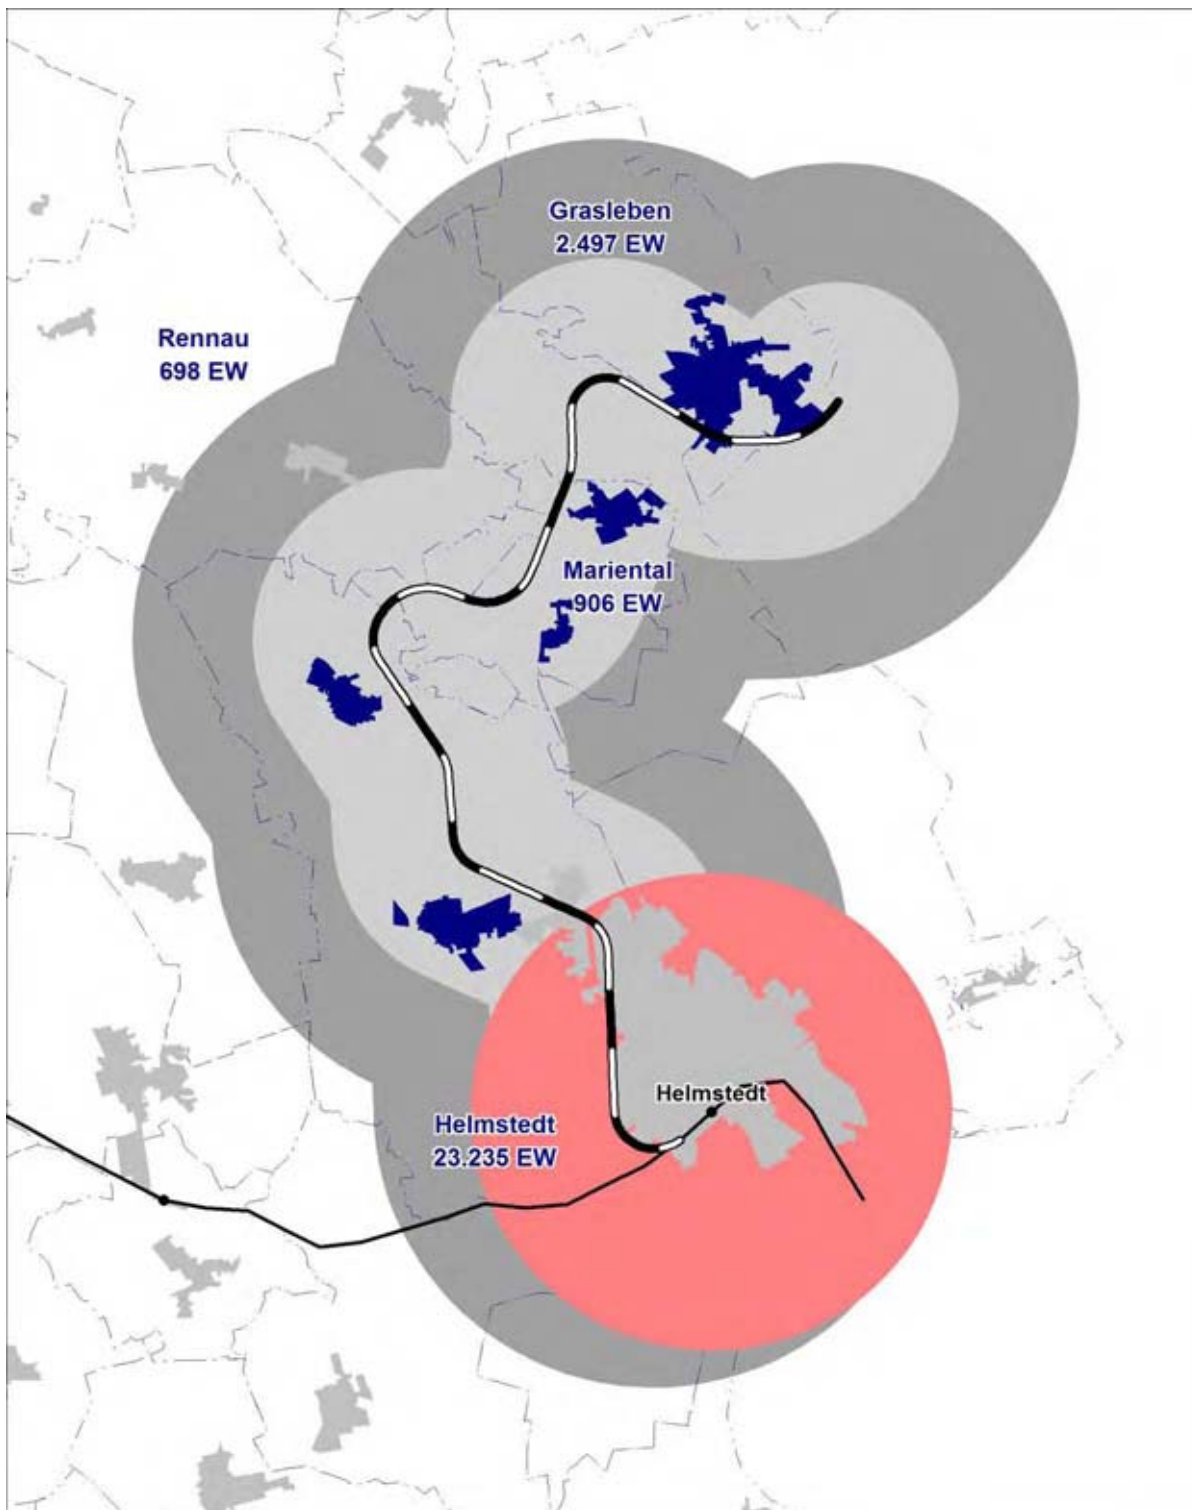 Grasleben
2.497 EW
Rennau
698 EW
Mariental
906 EW
Helmstedt
Helmstedt
23.235 EW